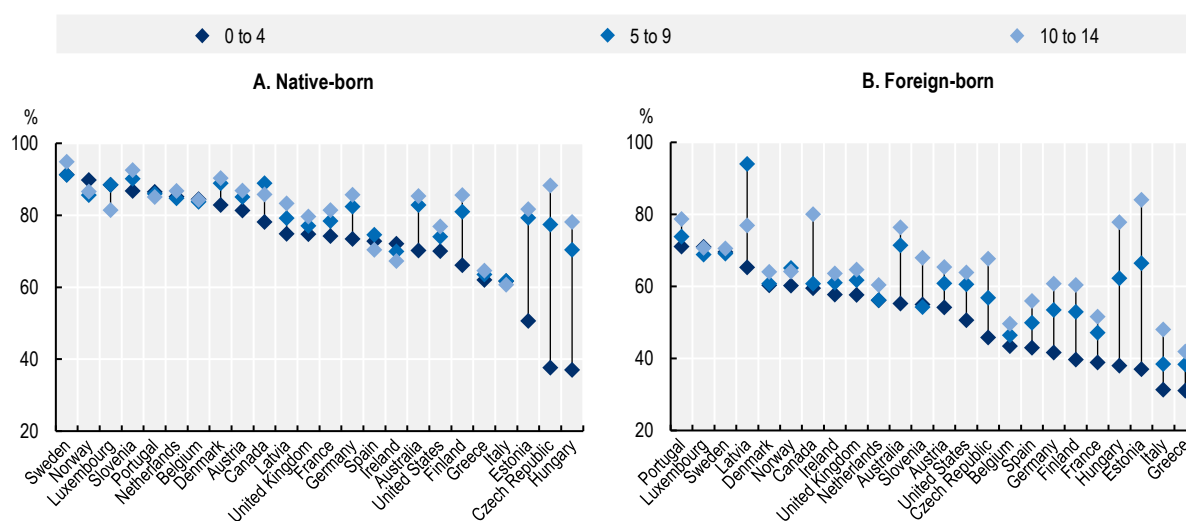 0 to 4
5 to 9
10 to 14
A. Native-born
B. Foreign-born
%
100
80
60
40
20
Sweden
Norway
Luxembourg
Slovenia
Portugal
Netherlands
Belgium
Denmark
Austria
Canada
Latvia
United Kingdom
France
Germany
Spain
Ireland
Australia
United States
Finland
Greece
Italy
Estonia
Czech Republic
Hungary
%
100
80
60
40
20
Portugal
Luxembourg
Sweden
Latvia
Denmark
Norway
Canada
Ireland
United Kingdom
Netherlands
Australia
Slovenia
Austria
United States
Czech Republic
Belgium
Spain
Germany
Finland
France
Hungary
Estonia
Italy
Greece